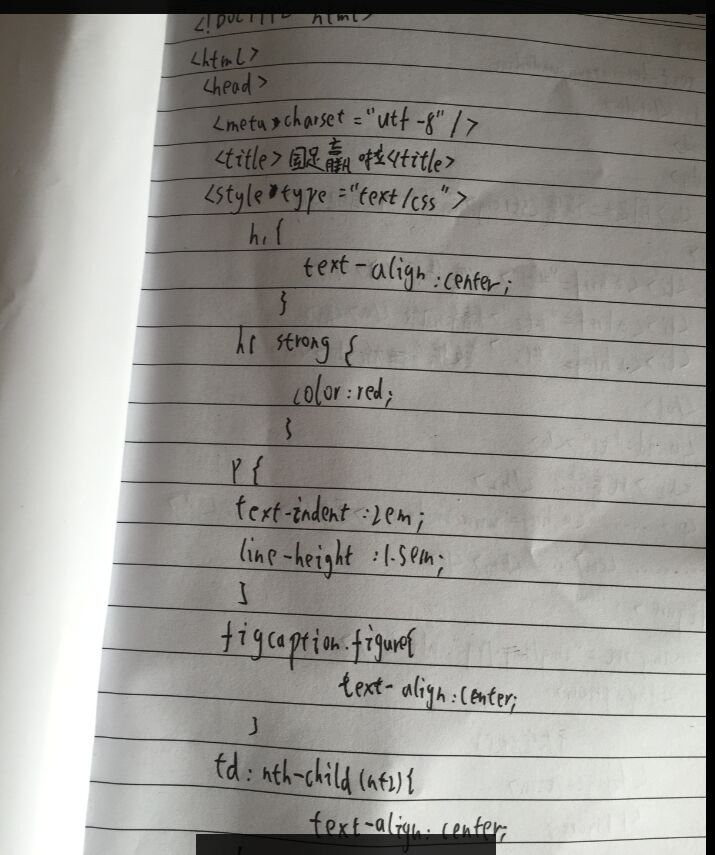 <!DOCTYPE html>
<html>
<head>
<meta charset="utf-8"/>
<title>国足赢啦</title>
<style type="text/css">
h1{
text-align:center;
}
h1 strong{
color:red;
}
p{
text-indent:2em;
line-height:1.5em;
}
figcaption.figure{
text-align:center;
}
td:nth-child(n+2){
text-align:center;